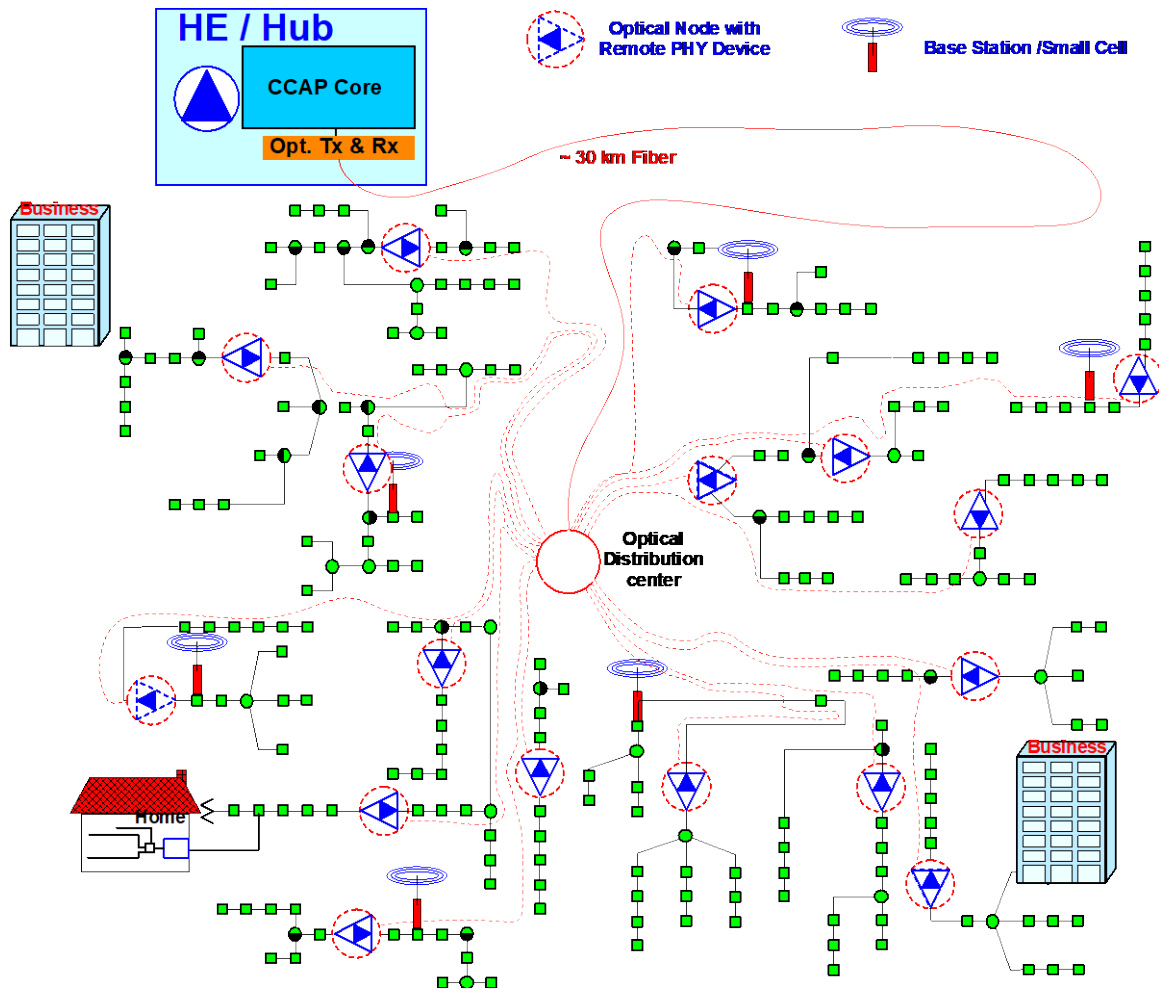 HE / Hub
CCAP Core
Opt. Tx & Rx
Optical Node with
Remote PHY Device
Base Station /Small Cell
~ 30 km Fiber
Business
Optical
Distribution
center
Home
Business